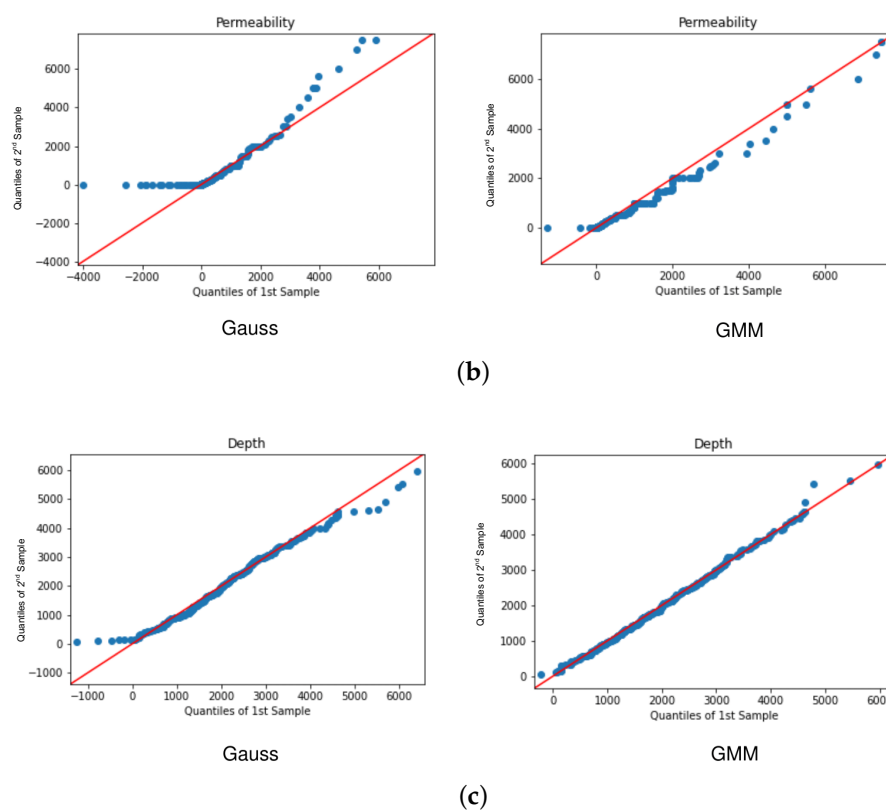 Permeability
Quantiles of 2nd Sample
6000
4000
2000
0
−2000
−4000
−4000 −2000 0 2000 4000 6000
Quantiles of 1st Sample
Gauss
Permeability
Quantiles of 2nd Sample
6000
4000
2000
0
0 2000 4000 6000
Quantiles of 1st Sample
GMM
(b)
Depth
Quantiles of 2nd Sample
6000
5000
4000
3000
2000
1000
0
−1000
−1000 0 1000 2000 3000 4000 5000 6000
Quantiles of 1st Sample
Gauss
Depth
Quantiles of 2nd Sample
6000
5000
4000
3000
2000
1000
0
0 1000 2000 3000 4000 5000
Quantiles of 1st Sample
GMM
(c)